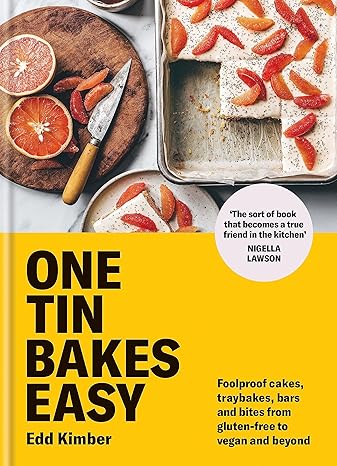 'The sort of book
that becomes a true
friend in the kitchen'
NIGELLA
LAWSON
ONE
TIN
BAKES
EASY
Edd Kimber
Foolproof cakes,
traybakes, bars
and bites from
gluten-free to
vegan and beyond